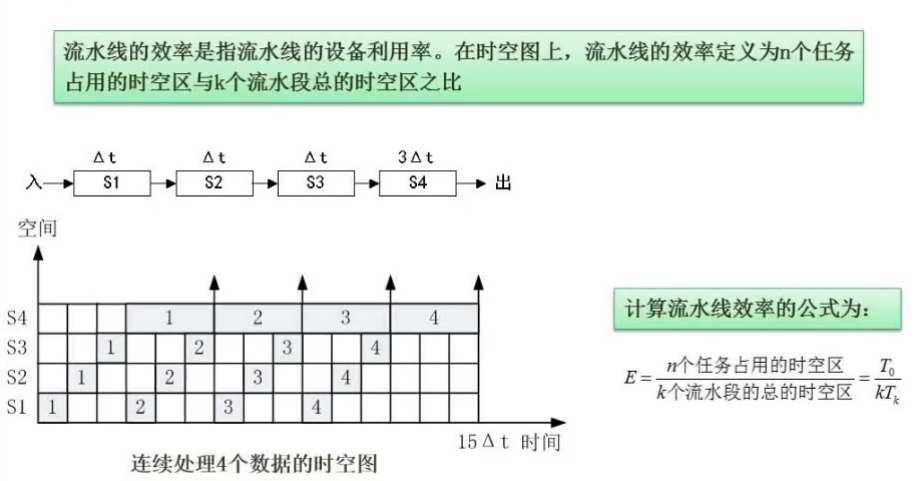 流水线的效率是指流水线的设备利用率。在时空图上，流水线的效率定义为n个任务
占用的时空区与k个流水段总的时空区之比
Δt Δt Δt 3Δt
入 S1 S2 S3 S4 出
空间
S4 1 2 3 4
S3 1 2 3 4
S2 1 2 3 4
S1 1 2 3 4
15Δt 时间
连续处理4个数据的时空图
计算流水线效率的公式为：
E = n个任务占用的时空区 / k个流水段的总的时空区 = T₀ / kTₖ